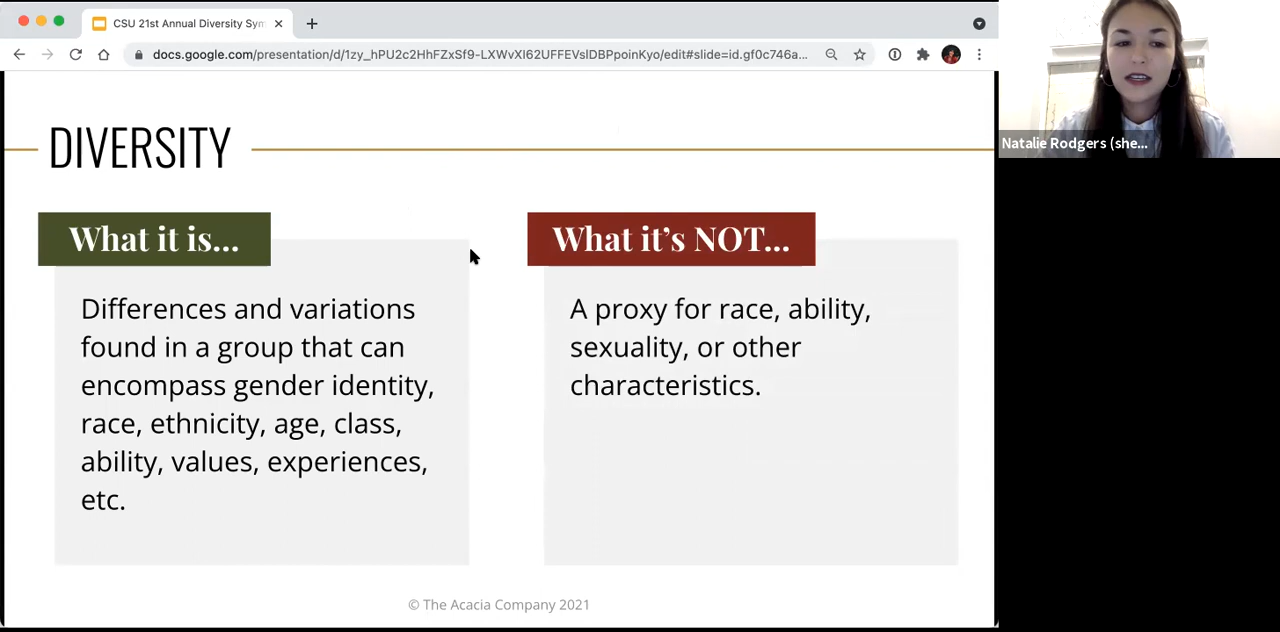 CSU 21st Annual Diversity Sym
docs.google.com/presentation/d/1zy_hPU2c2HhFZxSf9-LXWvXI62UFFEVslDBPpoinKyo/edit#slide=id.gf0c746a...
Natalie Rodgers (she...
DIVERSITY
What it is...
Differences and variations
found in a group that can
encompass gender identity,
race, ethnicity, age, class,
ability, values, experiences,
etc.
What it's NOT...
A proxy for race, ability,
sexuality, or other
characteristics.
© The Acacia Company 2021